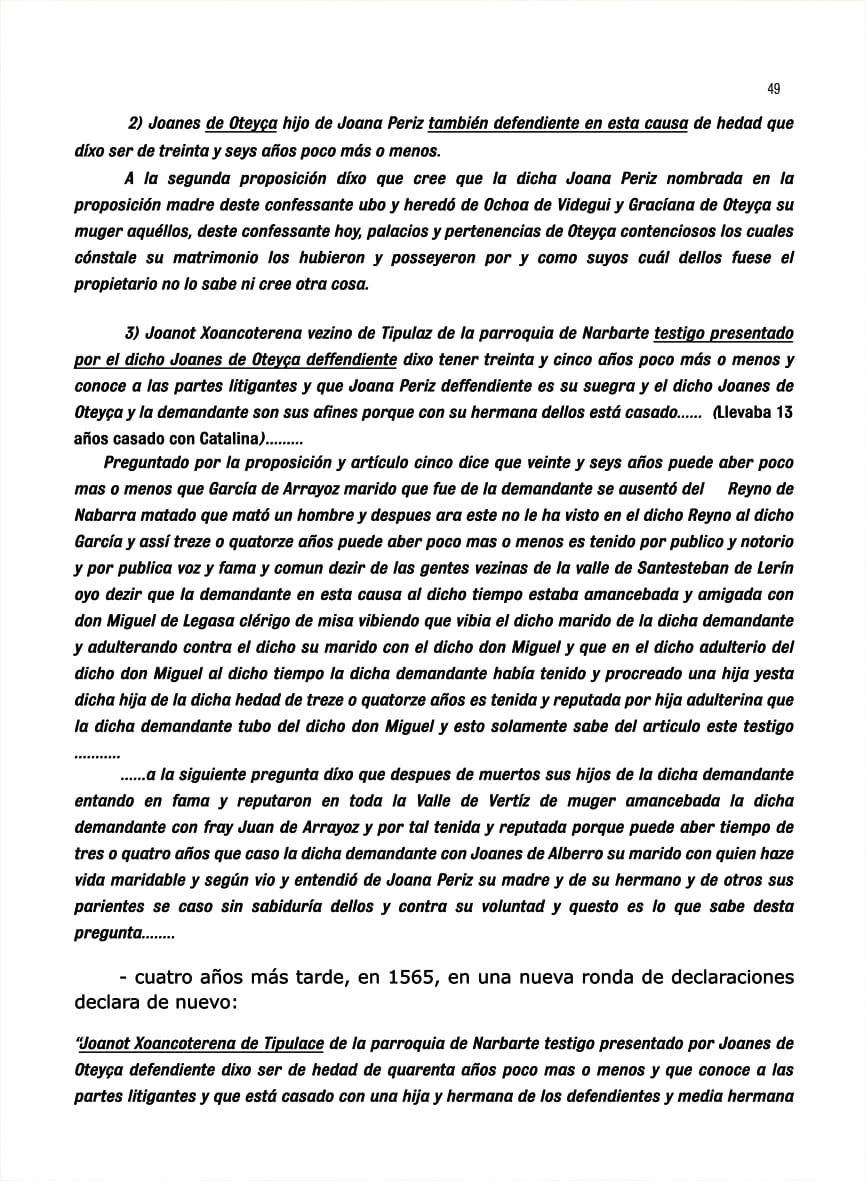 49
2) Joanes de Oteyça hijo de Joana Periz también defendiente en esta causa de hedad que
díxo ser de treinta y seys años poco más o menos.
A la segunda proposición díxo que cree que la dicha Joana Periz nombrada en la
proposición madre deste confessante ubo y heredó de Ochoa de Videgui y Gracíana de Oteyça su
muger aquéllos, deste confessante hoy, palacios y pertenencias de Oteyça contenciosos los cuales
cónstale su matrimonio los hubieron y posseyeron por y como suyos cuál dellos fuese el
propietario no lo sabe ni cree otra cosa.
3) Joanot Xoancoterena vezino de Tipulaz de la parroquia de Narbarte testigo presentado
por el dicho Joanes de Oteyça deffendiente dixo tener treinta y cinco años poco más o menos y
conoce a las partes litigantes y que Joana Periz deffendiente es su suegra y el dicho Joanes de
Oteyça y la demandante son sus afines porque con su hermana dellos está casado...... (Llevaba 13
años casado con Catalina).........
Preguntado por la proposición y artículo cinco dice que veinte y seys años puede aber poco
mas o menos que García de Arrayoz marido que fue de la demandante se ausentó del Reyno de
Nabarra matado que mató un hombre y despues ara este no le ha visto en el dicho Reyno al dicho
García y assí treze o quatorze años puede aber poco mas o menos es tenido por publico y notorio
y por publica voz y fama y comun dezir de las gentes vezinas de la valle de Santesteban de Lerín
oyo dezir que la demandante en esta causa al dicho tiempo estaba amancebada y amigada con
don Miguel de Legasa clérigo de misa vibiendo que vibia el dicho marido de la dicha demandante
y adulterando contra el dicho su marido con el dicho don Miguel y que en el dicho adulterio del
dicho don Miguel al dicho tiempo la dicha demandante había tenido y procreado una hija yesta
dicha hija de la dicha hedad de treze o quatorze años es tenida y reputada por hija adulterina que
la dicha demandante tubo del dicho don Miguel y esto solamente sabe del articulo este testigo
...........
......a la siguiente pregunta díxo que despues de muertos sus hijos de la dicha demandante
entando en fama y reputaron en toda la Valle de Vertíz de muger amancebada la dicha
demandante con fray Juan de Arrayoz y por tal tenida y reputada porque puede aber tiempo de
tres o quatro años que caso la dicha demandante con Joanes de Alberro su marido con quien haze
vida maridable y según vio y entendió de Joana Periz su madre y de su hermano y de otros sus
parientes se caso sin sabiduría dellos y contra su voluntad y questo es lo que sabe desta
pregunta........
- cuatro años más tarde, en 1565, en una nueva ronda de declaraciones
declara de nuevo:
“Joanot Xoancoterena de Tipulace de la parroquia de Narbarte testigo presentado por Joanes de
Oteyça defendiente dixo ser de hedad de quarenta años poco mas o menos y que conoce a las
partes litigantes y que está casado con una hija y hermana de los defendientes y media hermana